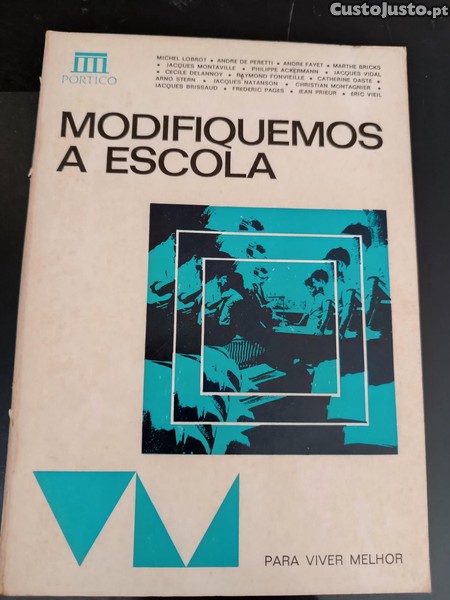 CustoJusto.pt
PÓRTICO
MICHEL LOBROT • ANDRE DE PERETTI • ANDRE FAYET • MARTHE BRICKS
• JACQUES MONTAVILLE • PHILIPPE ACKERMANN • JACQUES VIDAL
• CECILE DELANNOY • RAYMOND FONVIEILLE • CATHERINE DASTE •
ARNO STERN • JACQUES NATANSON • CHRISTIAN MONTAGNIER •
JACQUES BRISSAUD • FREDERIC PAGES • JEAN PRIEUR • ERIC VIEIL
MODIFIQUEMOS
A ESCOLA
VM
PARA VIVER MELHOR